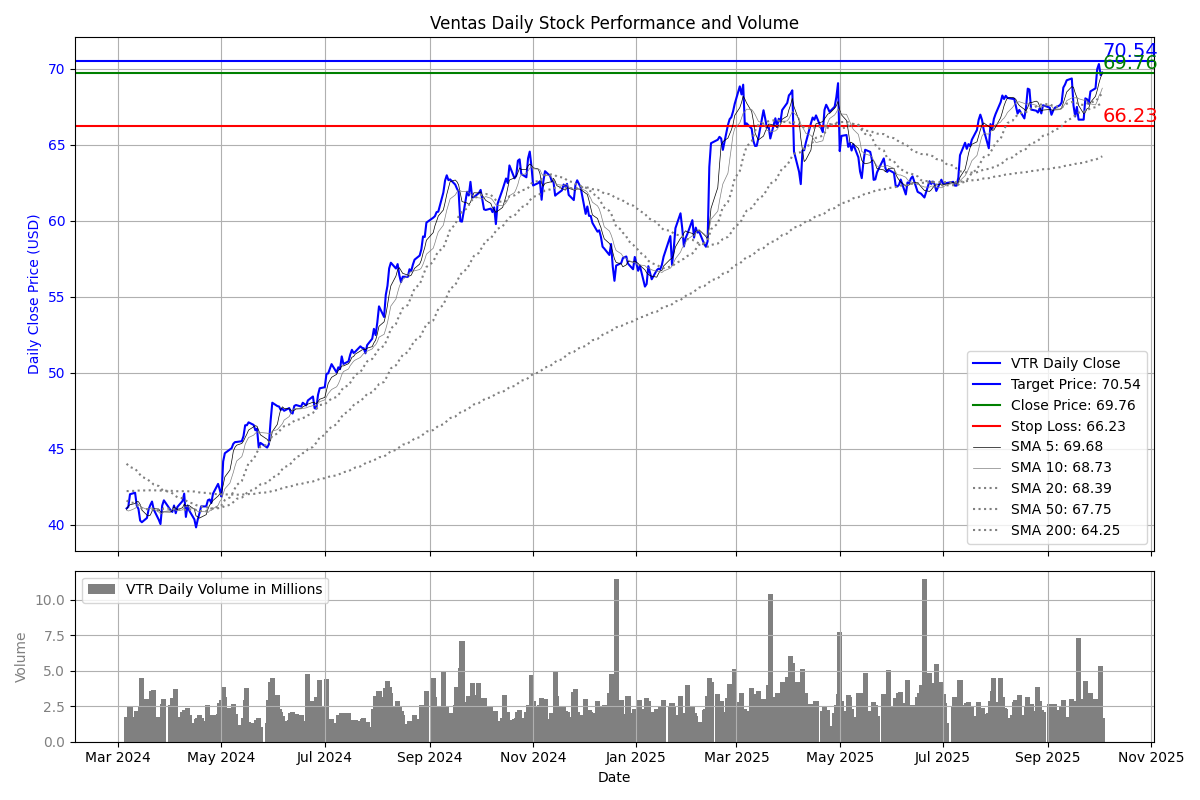 Ventas Daily Stock Performance and Volume
70.54
69.76
66.23
Daily Close Price (USD)
70
65
60
55
50
45
40
VTR Daily Close
Target Price: 70.54
Close Price: 69.76
Stop Loss: 66.23
SMA 5: 69.68
SMA 10: 68.73
SMA 20: 68.39
SMA 50: 67.75
SMA 200: 64.25
VTR Daily Volume in Millions
Volume
10.0
7.5
5.0
2.5
0.0
Mar 2024 May 2024 Jul 2024 Sep 2024 Nov 2024 Jan 2025 Mar 2025 May 2025 Jul 2025 Sep 2025 Nov 2025
Date